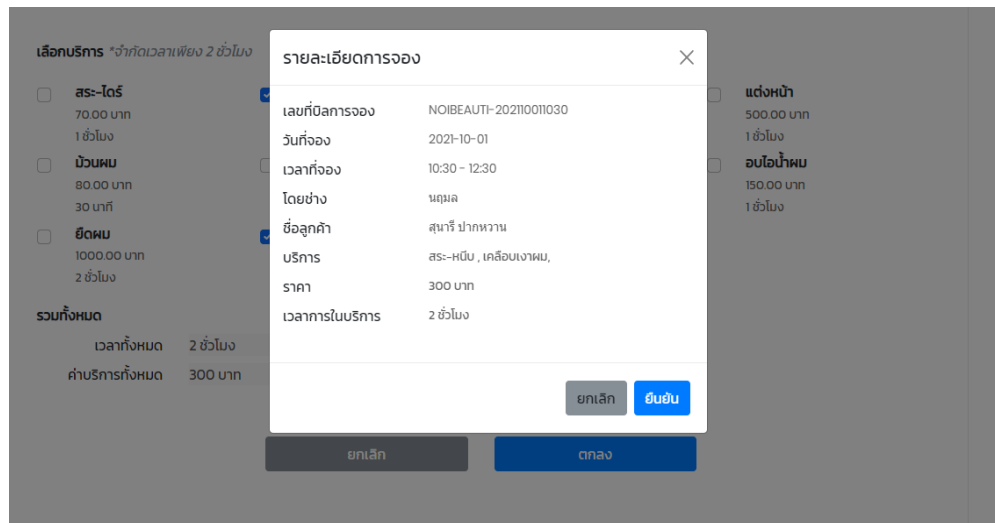 เลือกบริการ *จำกัดเวลาเพียง 2 ชั่วโมง
สระ-ไดร์
70.00 บาท
1 ชั่วโมง
ม้วนผม
80.00 บาท
30 นาที
ยืดผม
1000.00 บาท
2 ชั่วโมง
แต่งหน้า
500.00 บาท
1 ชั่วโมง
อบไอน้ำผม
150.00 บาท
1 ชั่วโมง
รวมทั้งหมด
เวลาทั้งหมด 2 ชั่วโมง
ค่าบริการทั้งหมด 300 บาท
รายละเอียดการจอง
เลขที่บิลการจอง NOIBEAUTI-202110011030
วันที่จอง 2021-10-01
เวลาที่จอง 10:30 - 12:30
โดยช่าง นฤมล
ชื่อลูกค้า สุนารี ปากหวาน
บริการ สระ-หนีบ , เคลือบเงาผม,
ราคา 300 บาท
เวลาการในบริการ 2 ชั่วโมง
ยกเลิก ยืนยัน
ยกเลิก ตกลง